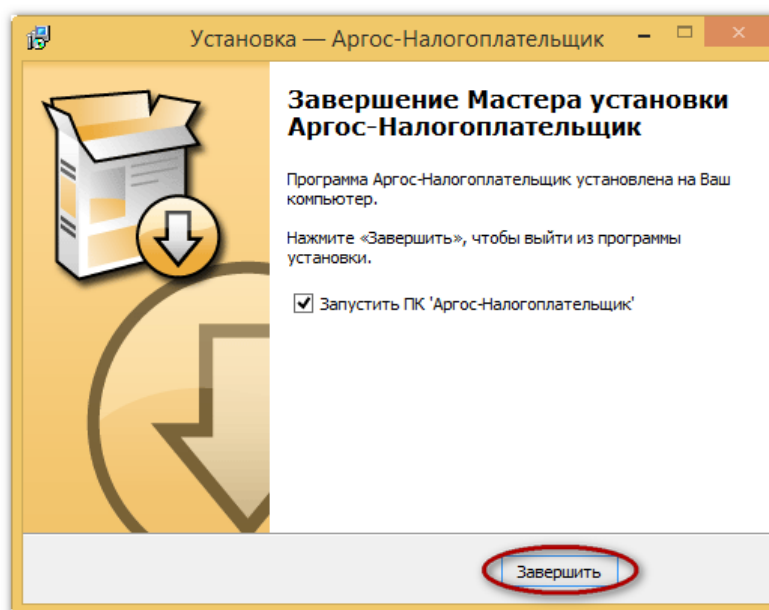 Установка — Аргос-Налогоплательщик
Завершение Мастера установки
Аргос-Налогоплательщик
Программа Аргос-Налогоплательщик установлена на Ваш
компьютер.
Нажмите «Завершить», чтобы выйти из программы
установки.
Запустить ПК 'Аргос-Налогоплательщик'
Завершить